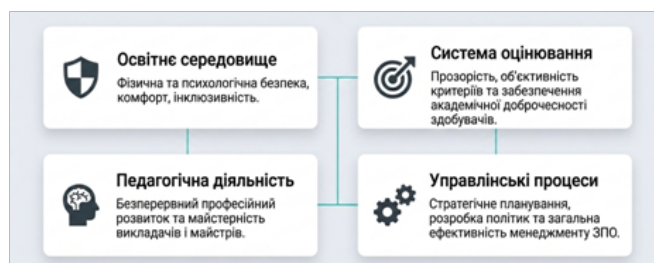 Освітнє середовище
Фізична та психологічна безпека,
комфорт, інклюзивність.
Система оцінювання
Прозорість, об'єктивність
критеріїв та забезпечення
академічної доброчесності
здобувачів.
Педагогічна діяльність
Безперервний професійний
розвиток та майстерність
викладачів і майстрів.
Управлінські процеси
Стратегічне планування,
розробка політик та загальна
ефективність менеджменту ЗПО.